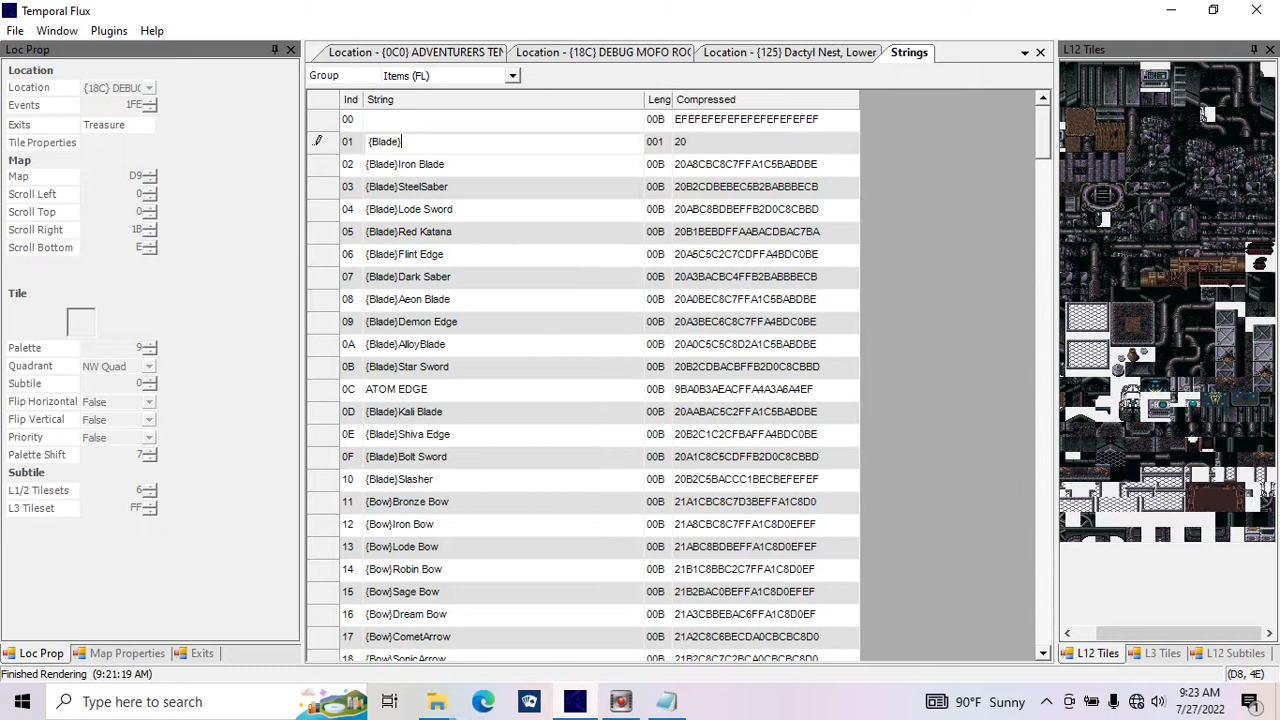 Temporal Flux
File Window Plugins Help
Loc Prop
Location
Location {18C} DEBUG
Events 1FE
Exits Treasure
Tile Properties
Map
Map D9
Scroll Left 0
Scroll Top 0
Scroll Right 1B
Scroll Bottom E
Tile
Palette 9
Quadrant NW Quad
Subtile 0
Flip Horizontal False
Flip Vertical False
Priority False
Palette Shift 7
Subtile
L1/2 Tilesets 6
L3 Tileset FF
Loc Prop Map Properties Exits
Finished Rendering (9:21:19 AM)
Location - {0C0} ADVENTURERS TEN Location - {18C} DEBUG MOFO ROO Location - {125} Dactyl Nest, Lower Strings
Group Items (FL)
Ind String Leng Compressed
00 00B EFEFEFEFEFEFEFEFEFEFEF
01 {Blade} 001 20
02 {Blade}Iron Blade 00B 20A8CBC8C7FFA1C5BABDBE
03 {Blade}SteelSaber 00B 20B2CDBEBEC5B2BABBBECB
04 {Blade}Lode Sword 00B 20ABC8BDBEFFB2D0C8CBBD
05 {Blade}Red Katana 00B 20B1BEBDFFAABACDBAC7BA
06 {Blade}Flint Edge 00B 20A5C5C2C7CDFFA4BDC0BE
07 {Blade}Dark Saber 00B 20A3BACBC4FFB2BABBBECB
08 {Blade}Aeon Blade 00B 20A0BEC8C7FFA1C5BABDBE
09 {Blade}Demon Edge 00B 20A3BEC6C8C7FFA4BDC0BE
0A {Blade}AlloyBlade 00B 20A0C5C5C8D2A1C5BABDBE
0B {Blade}Star Sword 00B 20B2CDBACBFFB2D0C8CBBD
0C ATOM EDGE 00B 9BA0B3AEACFFA4A3A6A4EF
0D {Blade}Kali Blade 00B 20AABAC5C2FFA1C5BABDBE
0E {Blade}Shiva Edge 00B 20B2C1C2CFBAFFA4BDC0BE
0F {Blade}Bolt Sword 00B 20A1C8C5CDFFB2D0C8CBBD
10 {Blade}Slasher 00B 20B2C5BACCC1BECBEFEFEF
11 {Bow}Bronze Bow 00B 21A1CBC8C7D3BEFFA1C8D0
12 {Bow}Iron Bow 00B 21A8CBC8C7FFA1C8D0EFEF
13 {Bow}Lode Bow 00B 21ABC8BDBEFFA1C8D0EFEF
14 {Bow}Robin Bow 00B 21B1C8BBC2C7FFA1C8D0EF
15 {Bow}Sage Bow 00B 21B2BAC0BEFFA1C8D0EFEF
16 {Bow}Dream Bow 00B 21A3CBBEBAC6FFA1C8D0EF
17 {Bow}CometArrow 00B 21A2C8C6BECDA0CBCBC8D0
18 {Bow}SonicArrow 00B 21B2C8C7C2BCA0CBCBC8D0
L12 Tiles
L12 Tiles L3 Tiles L12 Subtiles
(D8, 4E)
Type here to search
90°F Sunny
9:23 AM
7/27/2022
1